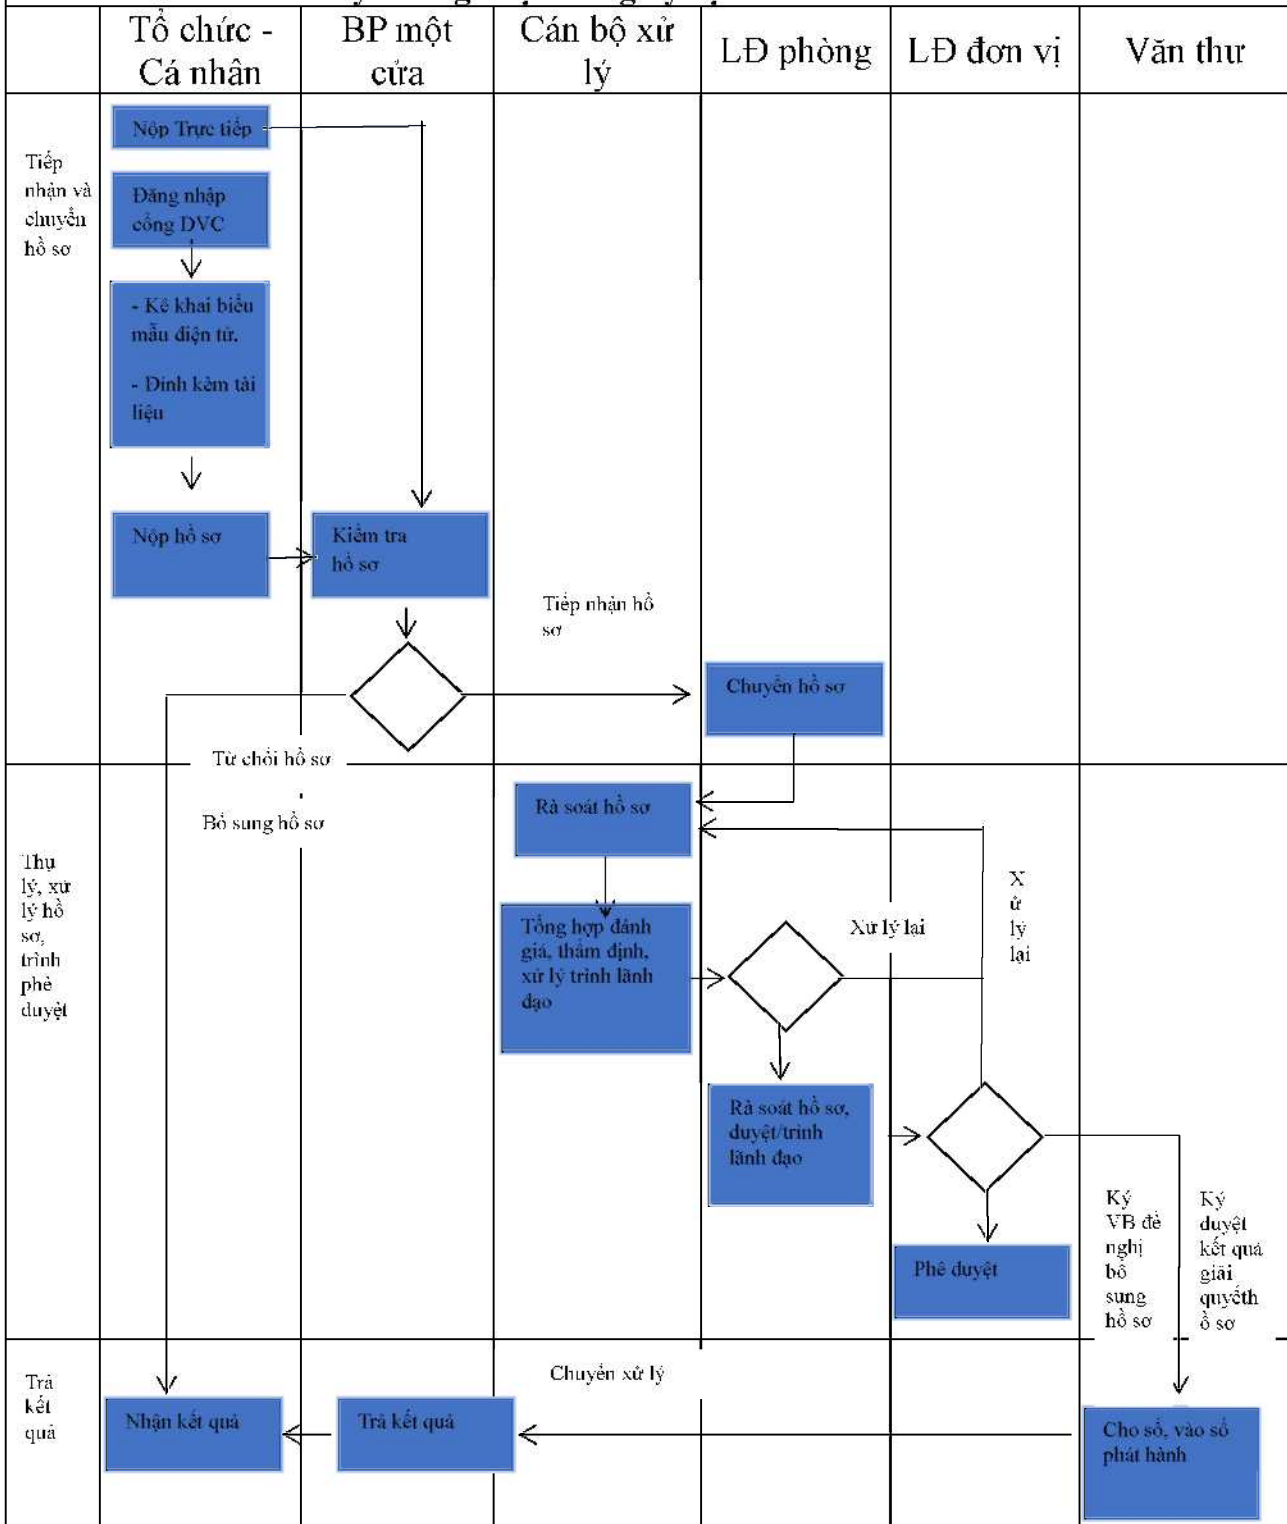 Tổ chức -
Cá nhân
BP một
cửa
Cán bộ xử
lý
LĐ phòng
LĐ đơn vị
Văn thư
Tiếp
nhận và
chuyển
hồ sơ
Nộp Trực tiếp
Đăng nhập
cổng DVC
- Kê khai biểu
mẫu điện tử.
- Đính kèm tài
liệu
Nộp hồ sơ
Kiểm tra
hồ sơ
Tiếp nhận hồ
sơ
Chuyển hồ sơ
Từ chối hồ sơ
Bổ sung hồ sơ
Thụ
lý, xử
lý hồ
sơ,
trình
phê
duyệt
Rà soát hồ sơ
Tổng hợp đánh
giá, thẩm định,
xử lý trình lãnh
đạo
Xử lý lại
X
ử
lý
lại
Rà soát hồ sơ,
duyệt/trình
lãnh đạo
Phê duyệt
Ký
VB đề
nghị
bổ
sung
hồ sơ
Ký
duyệt
kết quả
giải
quyếth
ồ sơ
Trả
kết
quả
Chuyển xử lý
Nhận kết quả
Trả kết quả
Cho số, vào sổ
phát hành